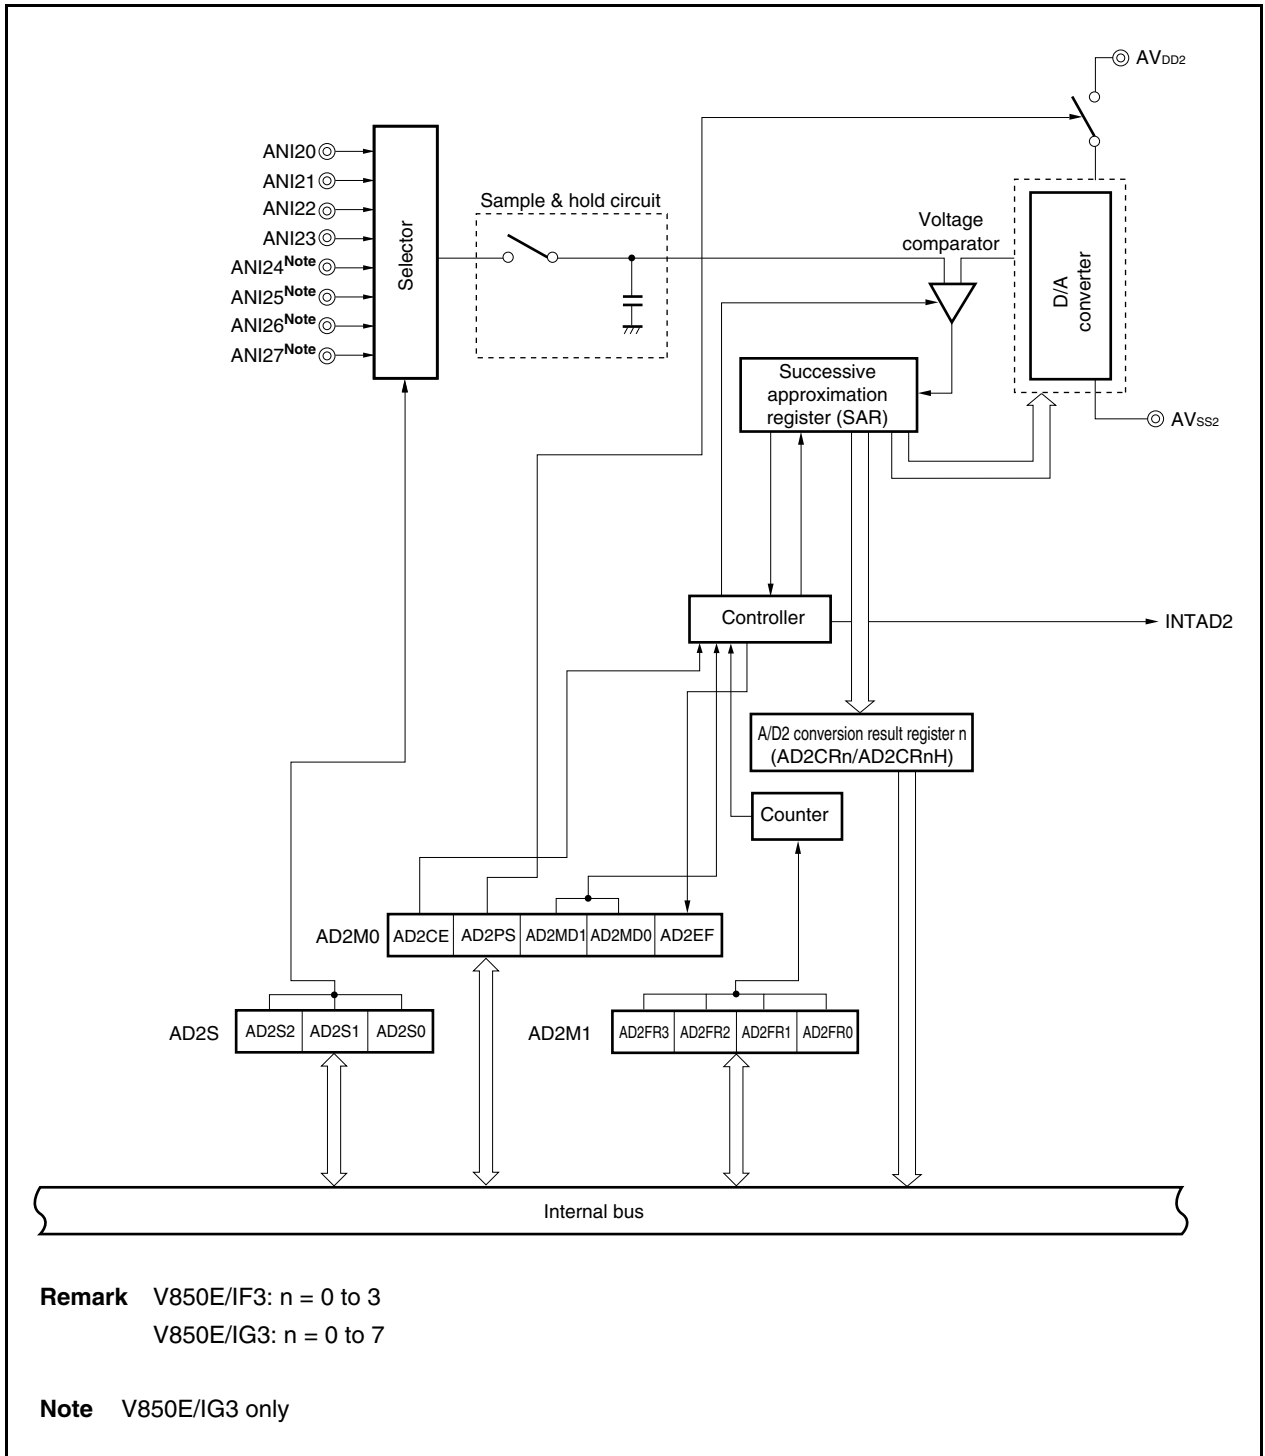 AVDD2
ANI20
ANI21
ANI22
ANI23
ANI24Note
ANI25Note
ANI26Note
ANI27Note
Selector
Sample & hold circuit
Voltage
comparator
D/A
converter
Successive
approximation
register (SAR)
AVSS2
Controller
INTAD2
A/D2 conversion result register n
(AD2CRn/AD2CRnH)
Counter
AD2M0 AD2CE AD2PS AD2MD1 AD2MD0 AD2EF
AD2S AD2S2 AD2S1 AD2S0
AD2M1 AD2FR3 AD2FR2 AD2FR1 AD2FR0
Internal bus
Remark V850E/IF3: n = 0 to 3
V850E/IG3: n = 0 to 7
Note V850E/IG3 only